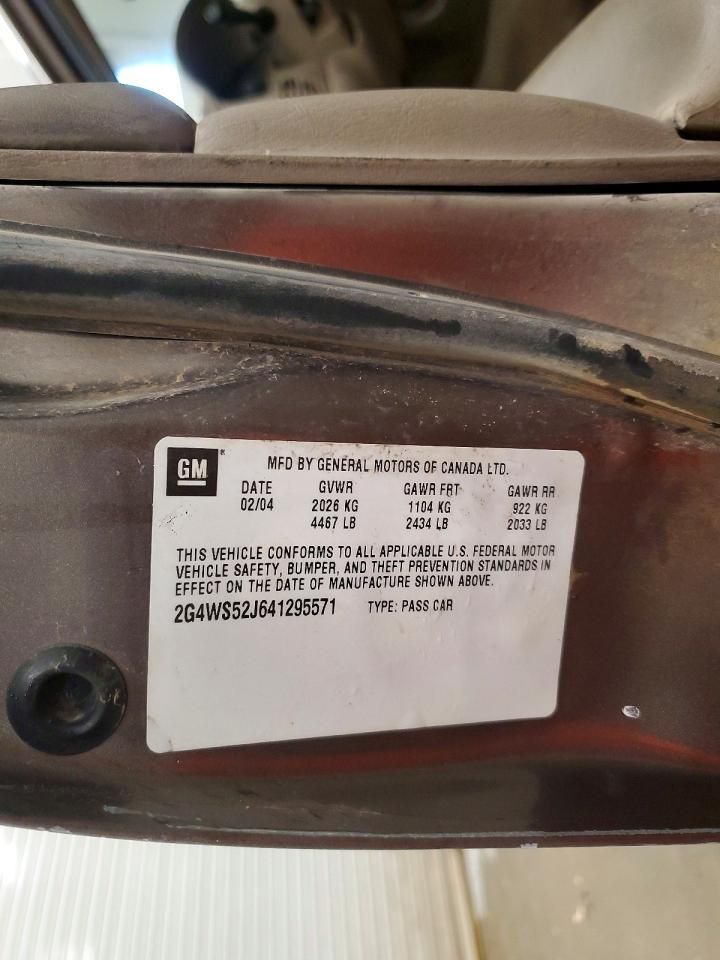 GM
MFD BY GENERAL MOTORS OF CANADA LTD.
DATE GVWR GAWR FRT GAWR RR
02/04 2026 KG 1104 KG 922 KG
4467 LB 2434 LB 2033 LB
THIS VEHICLE CONFORMS TO ALL APPLICABLE U.S. FEDERAL MOTOR
VEHICLE SAFETY, BUMPER, AND THEFT PREVENTION STANDARDS IN
EFFECT ON THE DATE OF MANUFACTURE SHOWN ABOVE.
2G4WS52J641295571 TYPE: PASS CAR